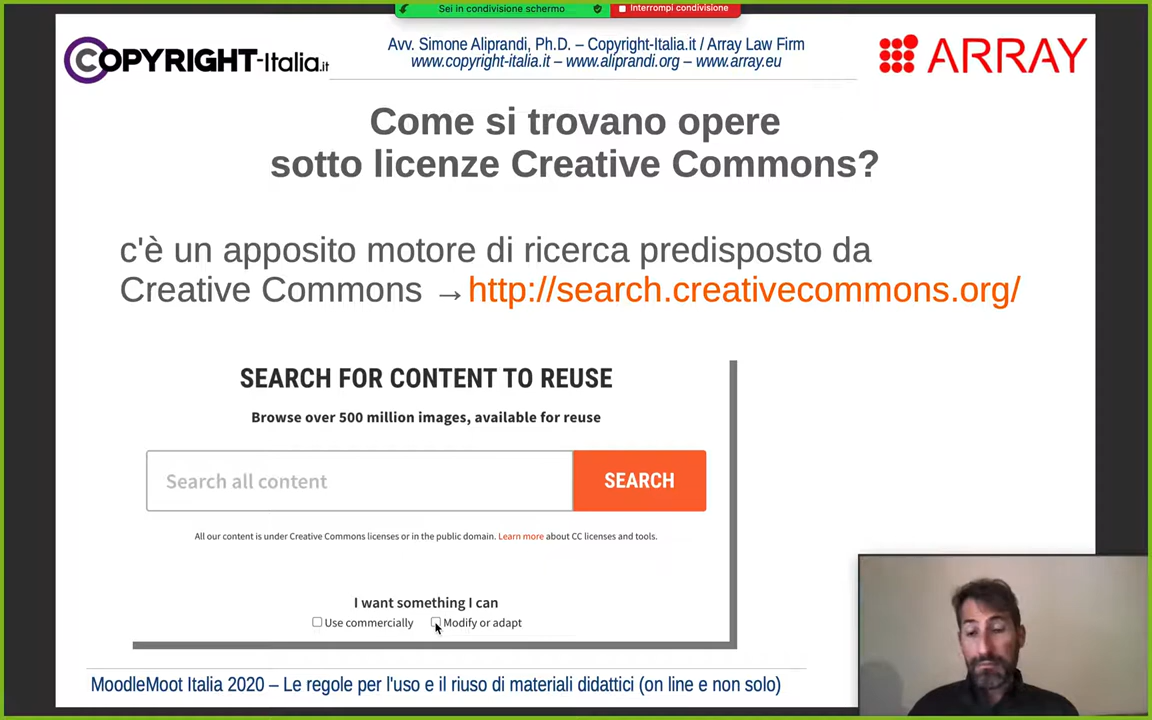 Sei in condivisione schermo
Interrompi condivisione
COPYRIGHT-Italia.it
Avv. Simone Aliprandi, Ph.D. – Copyright-Italia.it / Array Law Firm
www.copyright-italia.it – www.aliprandi.org – www.array.eu
ARRAY
Come si trovano opere
sotto licenze Creative Commons?
c'è un apposito motore di ricerca predisposto da
Creative Commons →http://search.creativecommons.org/
SEARCH FOR CONTENT TO REUSE
Browse over 500 million images, available for reuse
Search all content
SEARCH
All our content is under Creative Commons licenses or in the public domain. Learn more about CC licenses and tools.
I want something I can
Use commercially
Modify or adapt
MoodleMoot Italia 2020 – Le regole per l'uso e il riuso di materiali didattici (on line e non solo)